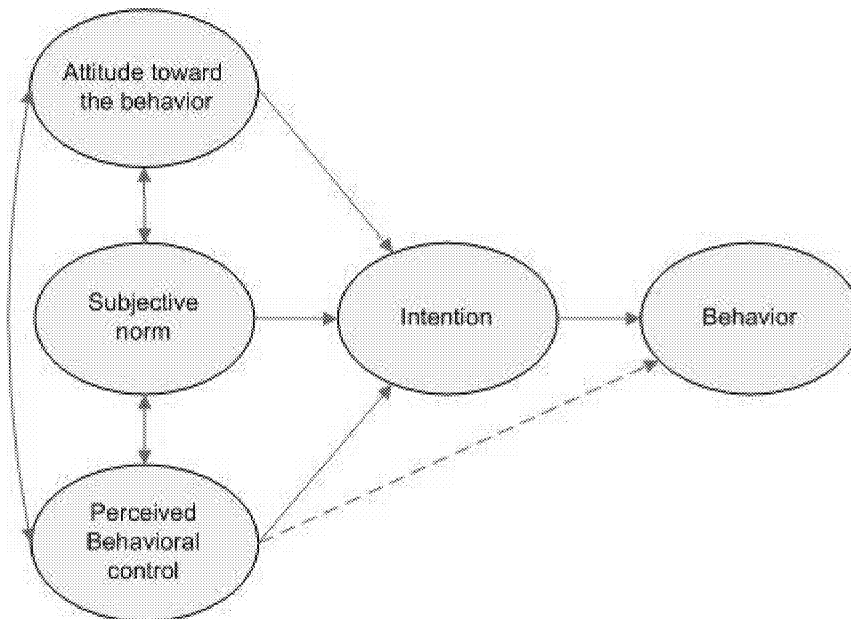 Attitude toward
the behavior
Subjective
norm
Intention
Behavior
Perceived
Behavioral
control